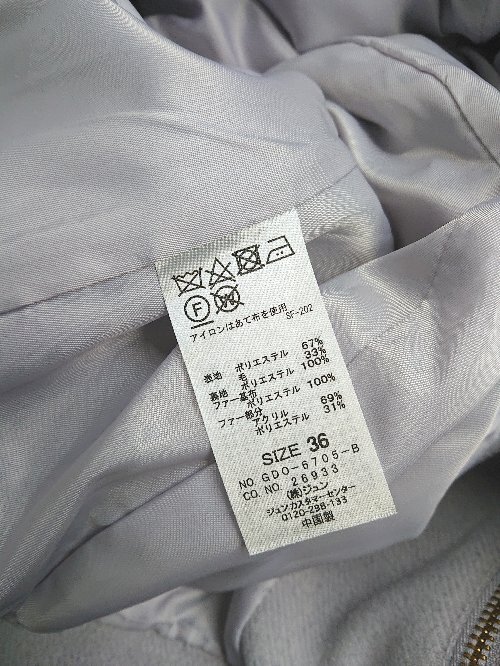 F W
アイロンはあて布を使用
SF-202
表地 ポリエステル 67%
毛 33%
裏地 ポリエステル 100%
ファー基布
ポリエステル 100%
ファー部分
アクリル 69%
ポリエステル 31%
SIZE 36
NO. GDO-6705-B
CO. NO. 26933
(株)ジュン
ジュンカスタマーセンター
0120-298-133
中国製